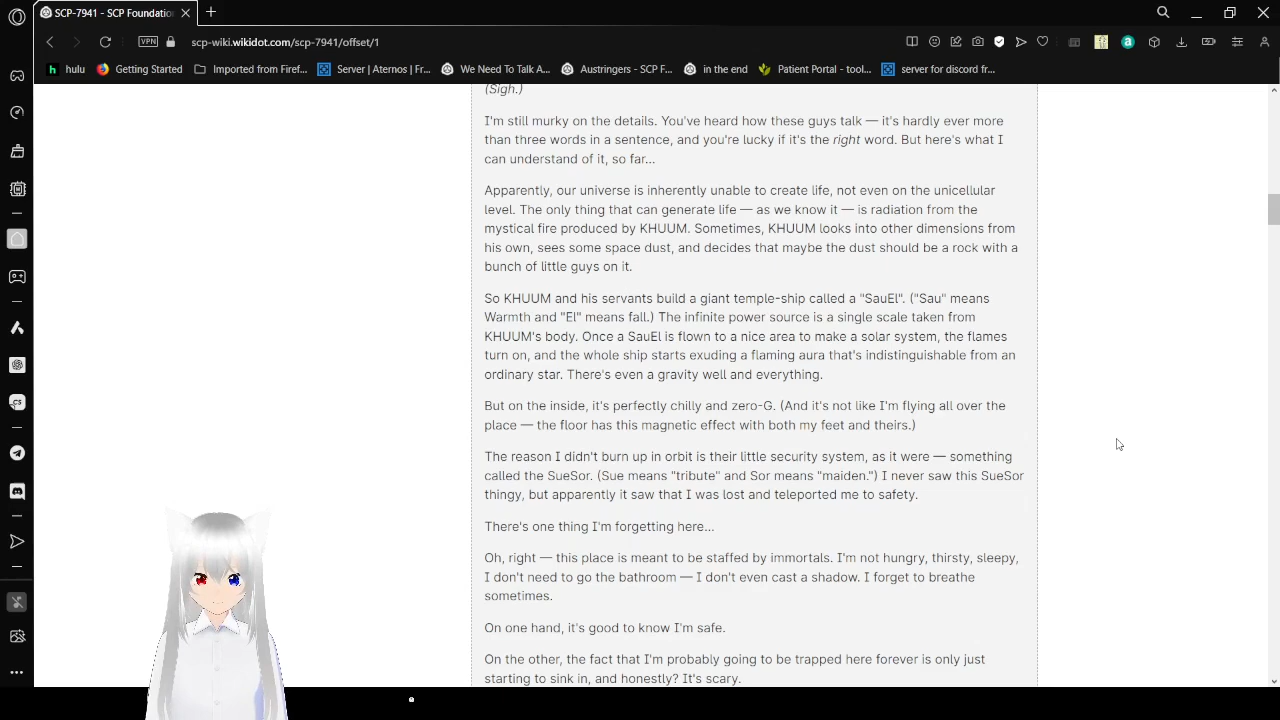 SCP-7941 - SCP Foundatio
scp-wiki.wikidot.com/scp-7941/offset/1
VPN
hulu
Getting Started
Imported from Firef...
Server | Aternos | Fr...
We Need To Talk A...
Austringers - SCP F...
in the end
Patient Portal - tool...
server for discord fr...
(Sigh.)
I'm still murky on the details. You've heard how these guys talk — it's hardly ever more
than three words in a sentence, and you're lucky if it's the right word. But here's what I
can understand of it, so far...
Apparently, our universe is inherently unable to create life, not even on the unicellular
level. The only thing that can generate life — as we know it — is radiation from the
mystical fire produced by KHUUM. Sometimes, KHUUM looks into other dimensions from
his own, sees some space dust, and decides that maybe the dust should be a rock with a
bunch of little guys on it.
So KHUUM and his servants build a giant temple-ship called a "SauEl". ("Sau" means
Warmth and "El" means fall.) The infinite power source is a single scale taken from
KHUUM's body. Once a SauEl is flown to a nice area to make a solar system, the flames
turn on, and the whole ship starts exuding a flaming aura that's indistinguishable from an
ordinary star. There's even a gravity well and everything.
But on the inside, it's perfectly chilly and zero-G. (And it's not like I'm flying all over the
place — the floor has this magnetic effect with both my feet and theirs.)
The reason I didn't burn up in orbit is their little security system, as it were — something
called the SueSor. (Sue means "tribute" and Sor means "maiden.") I never saw this SueSor
thingy, but apparently it saw that I was lost and teleported me to safety.
There's one thing I'm forgetting here...
Oh, right — this place is meant to be staffed by immortals. I'm not hungry, thirsty, sleepy,
I don't need to go the bathroom — I don't even cast a shadow. I forget to breathe
sometimes.
On one hand, it's good to know I'm safe.
On the other, the fact that I'm probably going to be trapped here forever is only just
starting to sink in, and honestly? It's scary.